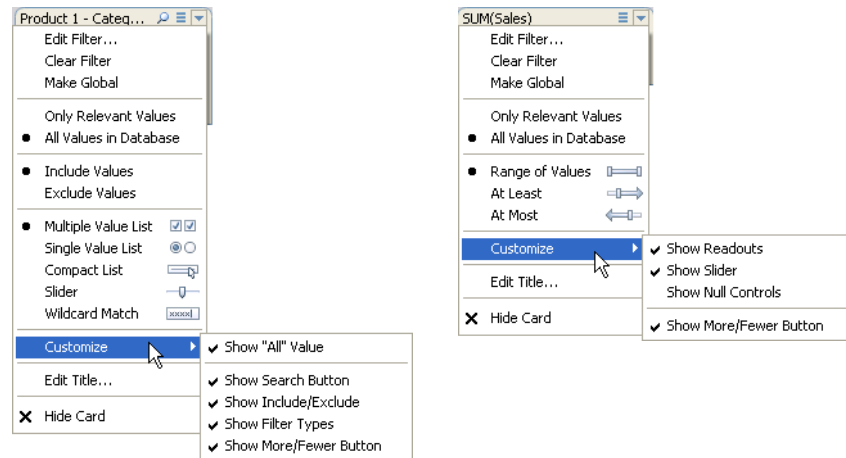 Product 1 - Categ...
Edit Filter...
Clear Filter
Make Global
Only Relevant Values
All Values in Database
Include Values
Exclude Values
Multiple Value List
Single Value List
Compact List
Slider
Wildcard Match
xxxx
Customize
Show "All" Value
Show Search Button
Show Include/Exclude
Show Filter Types
Show More/Fewer Button
Edit Title...
Hide Card
SUM(Sales)
Edit Filter...
Clear Filter
Make Global
Only Relevant Values
All Values in Database
Range of Values
At Least
At Most
Customize
Show Readouts
Show Slider
Show Null Controls
Show More/Fewer Button
Edit Title...
Hide Card